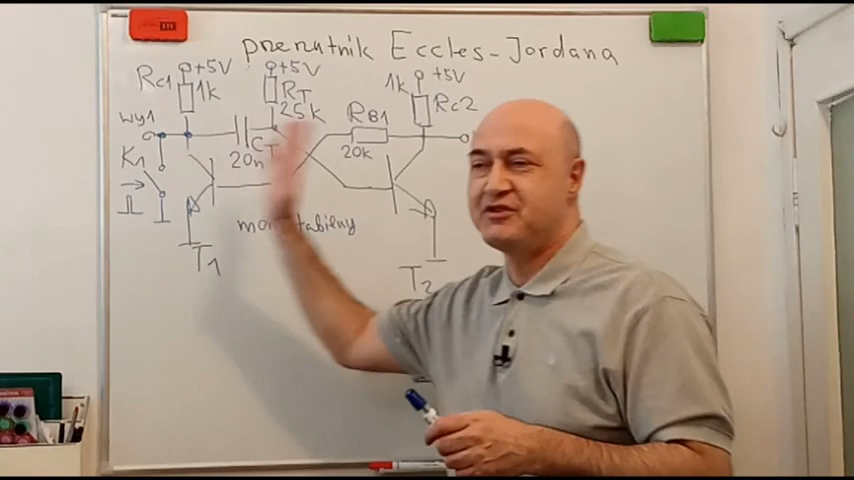 przerzutnik Eccles-Jordana
Rc1 +5V 1k
+5V RT 25k
1k +5V Rc2
wy1
K1
CT 20n
RB1 20k
monostabilny
T1
T2